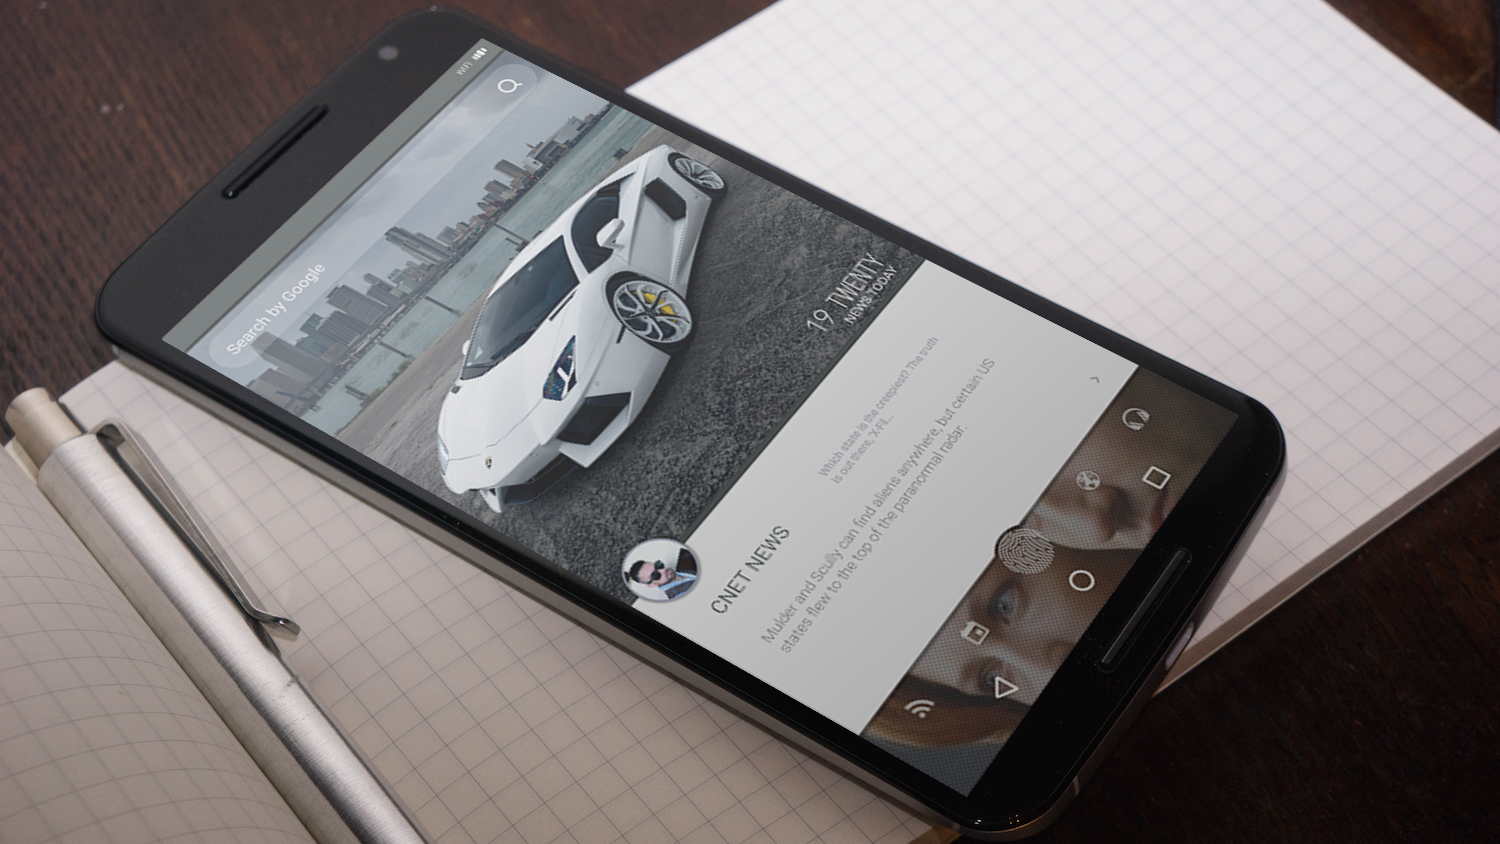 WiFi
Search by Google
19 TWENTY
NEWS TODAY
Which state is the creepiest? The truth
is out there, 'X-Fil...
CNET NEWS
Mulder and Scully can find aliens anywhere, but certain US
states flew to the top of the paranormal radar.